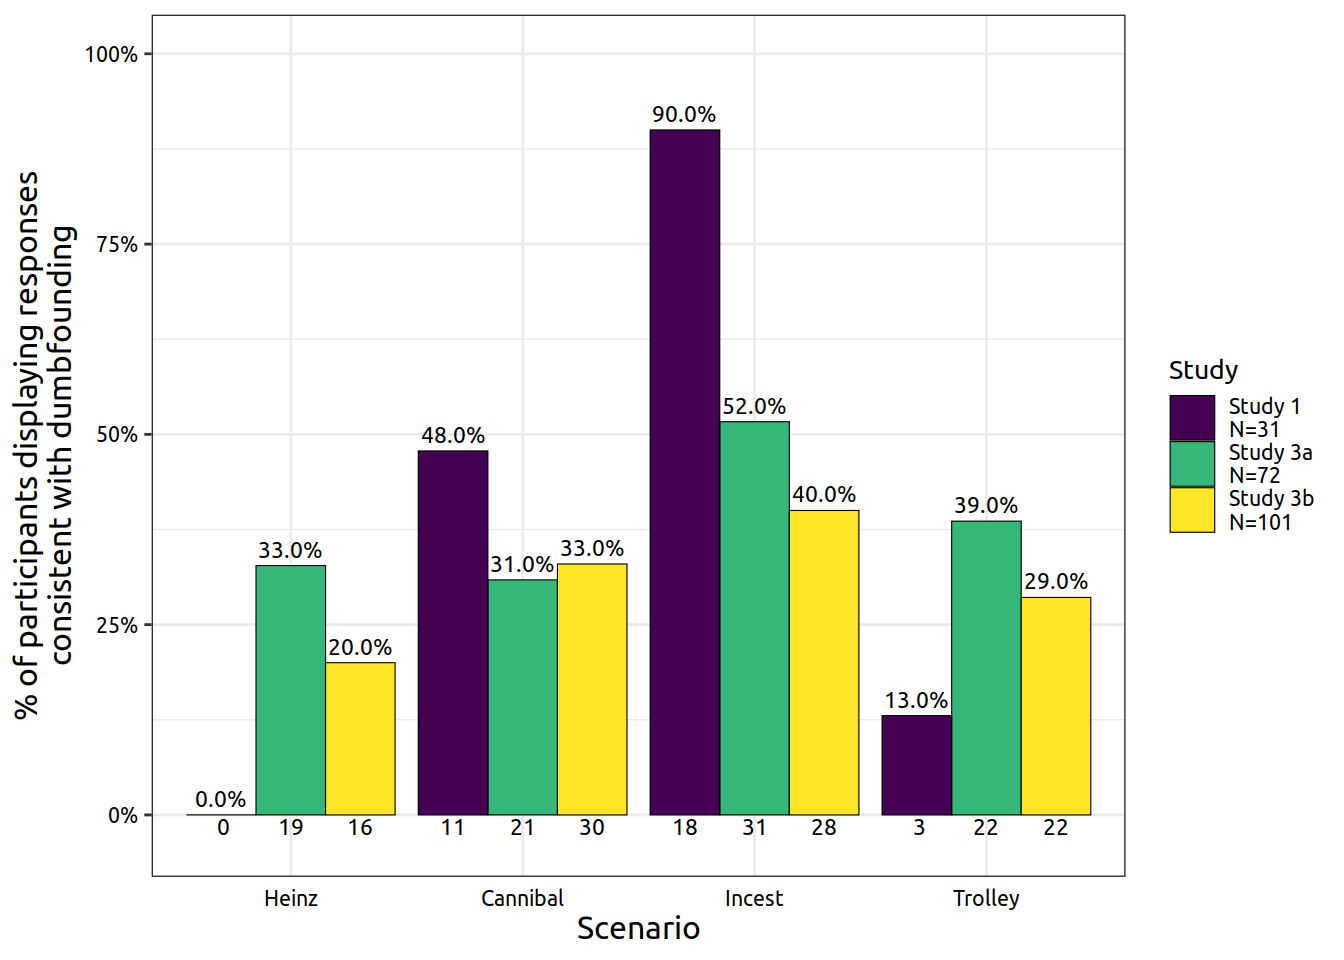 % of participants displaying responses
consistent with dumbfounding
100%
75%
50%
25%
0%
0.0%
33.0%
20.0%
48.0%
31.0%
33.0%
90.0%
52.0%
40.0%
13.0%
39.0%
29.0%
0 19 16 11 21 30 18 31 28 3 22 22
Heinz Cannibal Incest Trolley
Scenario
Study
Study 1
N=31
Study 3a
N=72
Study 3b
N=101